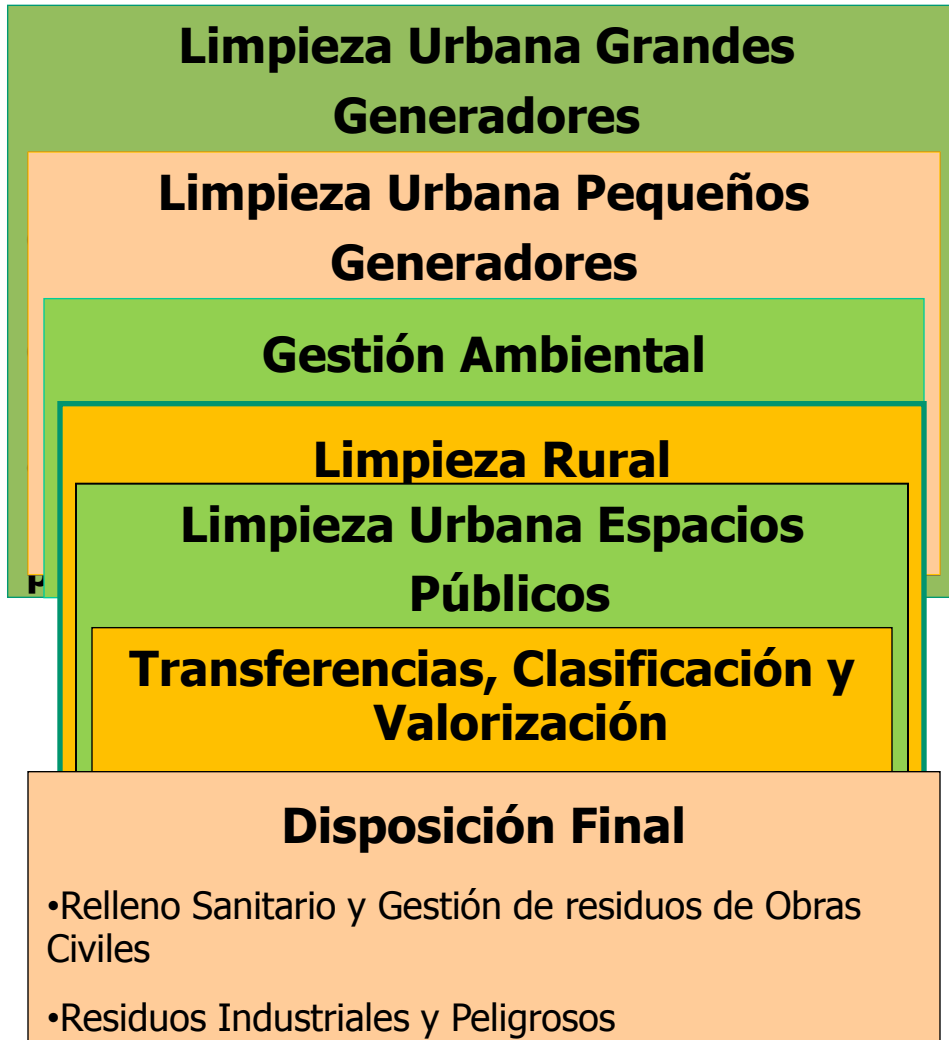 Limpieza Urbana Grandes
Generadores
Limpieza Urbana Pequeños
Generadores
Gestión Ambiental
Limpieza Rural
Limpieza Urbana Espacios
Públicos
Transferencias, Clasificación y
Valorización
Disposición Final
•Relleno Sanitario y Gestión de residuos de Obras
Civiles
•Residuos Industriales y Peligrosos